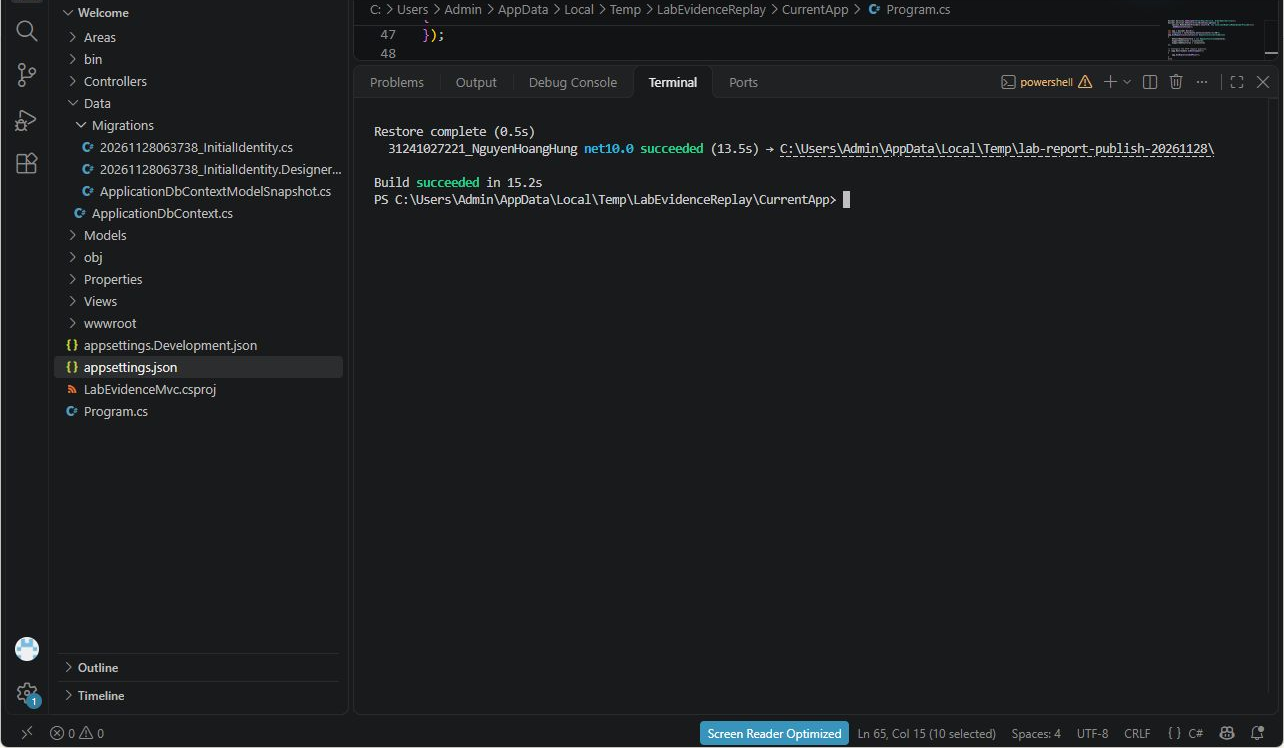 Welcome
Areas
bin
Controllers
Data
Migrations
20261128063738_InitialIdentity.cs
20261128063738_InitialIdentity.Designer...
ApplicationDbContextModelSnapshot.cs
ApplicationDbContext.cs
Models
obj
Properties
Views
wwwroot
appsettings.Development.json
appsettings.json
LabEvidenceMvc.csproj
Program.cs
Outline
Timeline
C: > Users > Admin > AppData > Local > Temp > LabEvidenceReplay > CurrentApp > Program.cs
{
47 });
48
Problems Output Debug Console Terminal Ports powershell
Restore complete (0.5s)
31241027221_NguyenHoangHung net10.0 succeeded (13.5s) → C:\Users\Admin\AppData\Local\Temp\lab-report-publish-20261128\
Build succeeded in 15.2s
PS C:\Users\Admin\AppData\Local\Temp\LabEvidenceReplay\CurrentApp>
1
0 0 Screen Reader Optimized Ln 65, Col 15 (10 selected) Spaces: 4 UTF-8 CRLF { } C#